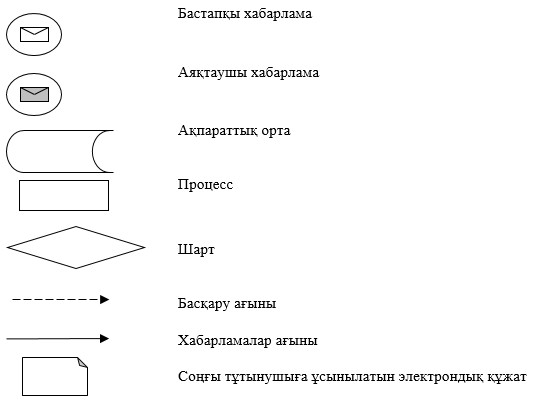 Бастапқы хабарлама
Аяқтаушы хабарлама
Ақпараттық орта
Процесс
Шарт
Басқару ағыны
Хабарламалар ағыны
Соңғы тұтынушыға ұсынылатын электрондық құжат